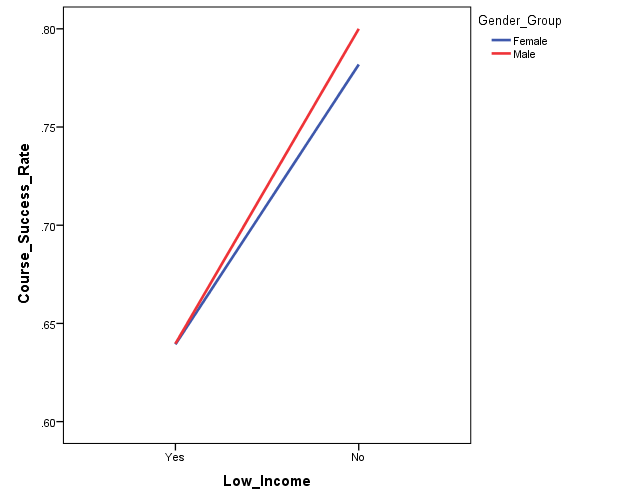 Gender_Group
Female
Male
Course_Success_Rate
.80
.75
.70
.65
.60
Yes
No
Low_Income